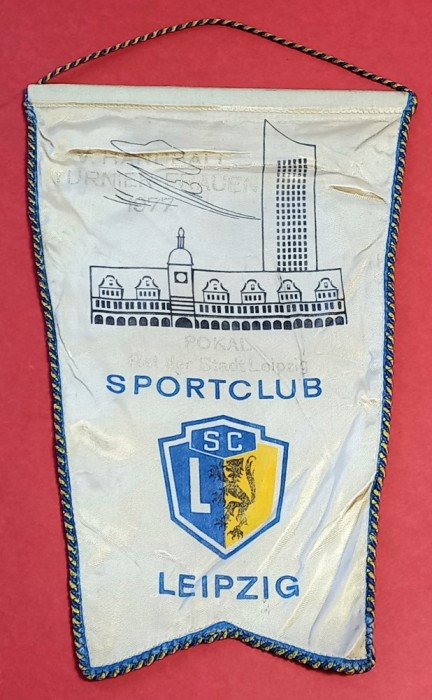 V. HANDBALL
TURNIER FRAUEN
1977
POKAL
Rat der Stadt Leipzig
SPORTCLUB
SC
L
LEIPZIG